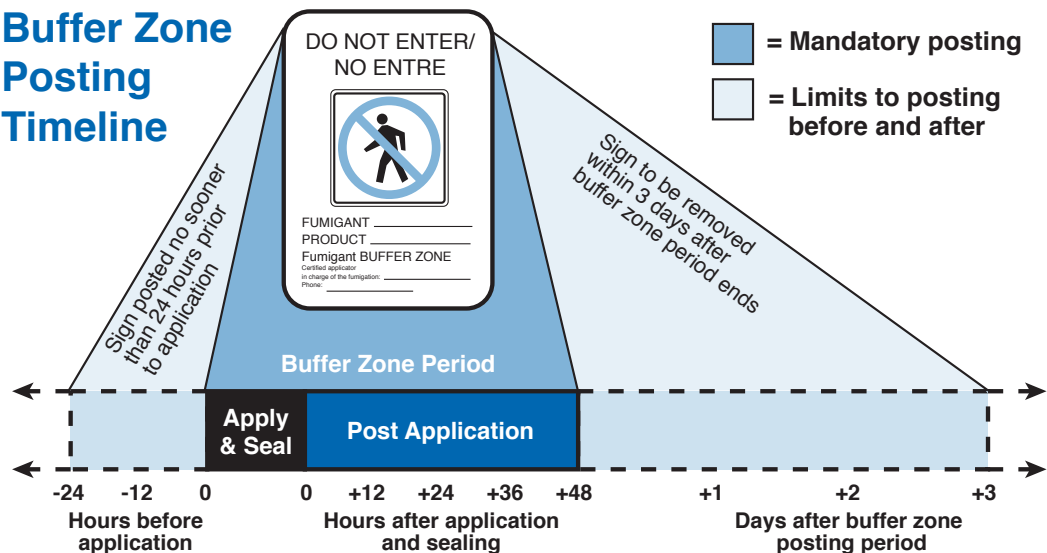 Buffer Zone
Posting
Timeline
DO NOT ENTER/
NO ENTRE
FUMIGANT
PRODUCT
Fumigant BUFFER ZONE
Certified applicator
in charge of the fumigation:
Phone:
= Mandatory posting
= Limits to posting
before and after
Sign posted no sooner
than 24 hours prior
to application
Sign to be removed
within 3 days after
buffer zone period ends
Buffer Zone Period
Apply
& Seal
Post Application
-24 -12 0 0 +12 +24 +36 +48 +1 +2 +3
Hours before
application
Hours after application
and sealing
Days after buffer zone
posting period